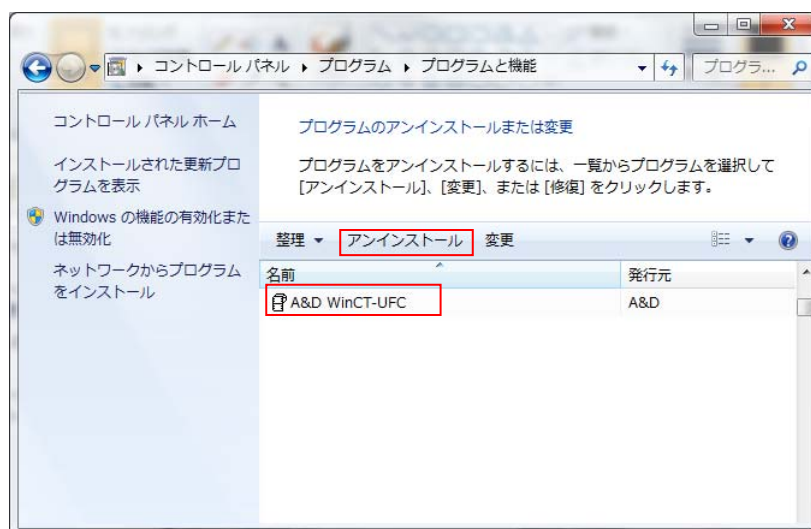 コントロール パネル ▸ プログラム ▸ プログラムと機能
プログラ...
コントロール パネル ホーム
インストールされた更新プロ
グラムを表示
Windows の機能の有効化また
は無効化
ネットワークからプログラム
をインストール
プログラムのアンインストールまたは変更
プログラムをアンインストールするには、一覧からプログラムを選択して
[アンインストール]、[変更]、または [修復] をクリックします。
整理 ▼ アンインストール 変更
名前 発行元
A&D WinCT-UFC A&D